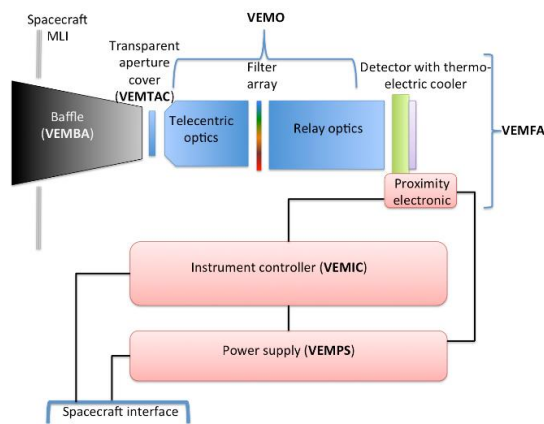 Spacecraft
MLI
VEMO
Transparent
aperture
cover
(VEMTAC)
Filter
array
Detector with thermo-
electric cooler
Baffle
(VEMBA)
Telecentric
optics
Relay optics
VEMFA
Proximity
electronic
Instrument controller (VEMIC)
Power supply (VEMPS)
Spacecraft interface